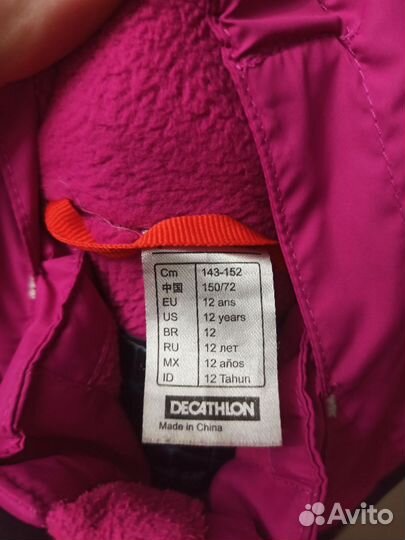 Cm 143-152
中国 150/72
EU 12 ans
US 12 years
BR 12
RU 12 лет
MX 12 años
ID 12 Tahun
DECATHLON
Made in China
Avito